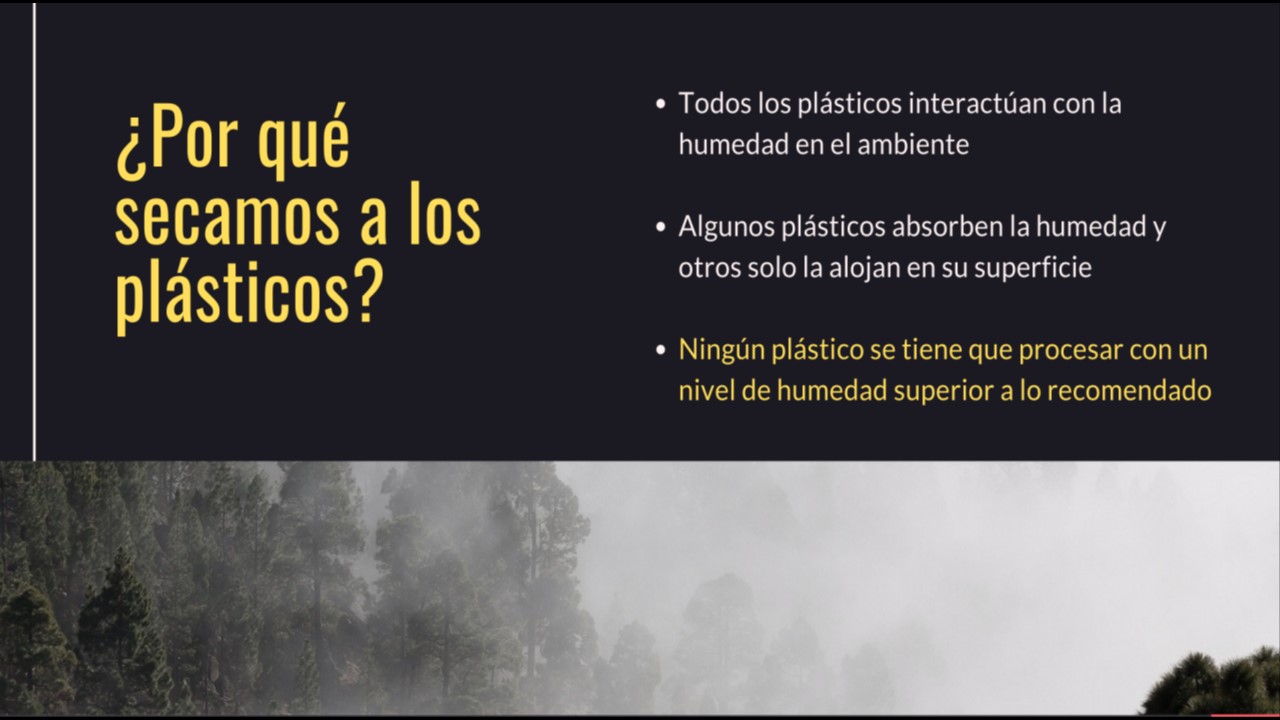 ¿Por qué
secamos a los
plásticos?
• Todos los plásticos interactúan con la
humedad en el ambiente
• Algunos plásticos absorben la humedad y
otros solo la alojan en su superficie
• Ningún plástico se tiene que procesar con un
nivel de humedad superior a lo recomendado